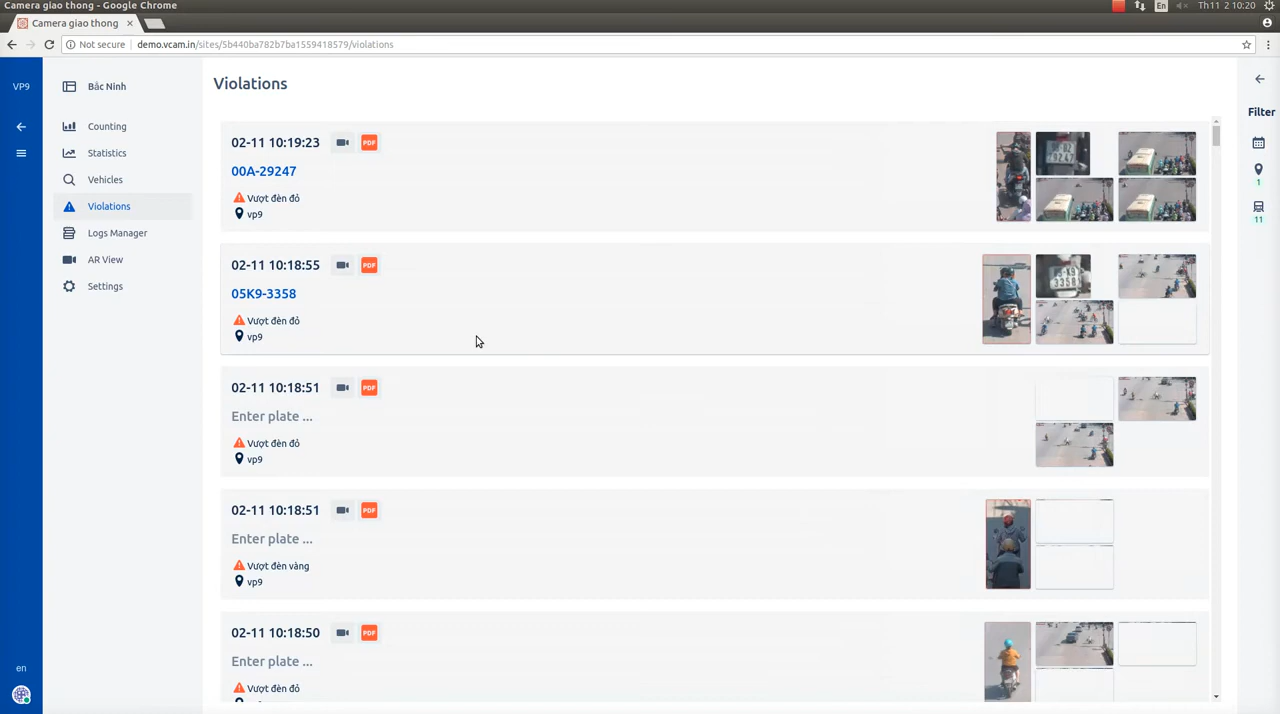 Camera giao thong - Google Chrome
En
Th11 2 10:20
Camera giao thong
Not secure
demo.vcam.in/sites/5b440ba782b7ba1559418579/violations
VP9
Bắc Ninh
Counting
Statistics
Vehicles
Violations
Logs Manager
AR View
Settings
en
Violations
02-11 10:19:23
PDF
00A-29247
Vượt đèn đỏ
vp9
02-11 10:18:55
PDF
05K9-3358
Vượt đèn đỏ
vp9
02-11 10:18:51
PDF
Enter plate ...
Vượt đèn đỏ
vp9
02-11 10:18:51
PDF
Enter plate ...
Vượt đèn vàng
vp9
02-11 10:18:50
PDF
Enter plate ...
Vượt đèn đỏ
Filter
1
11